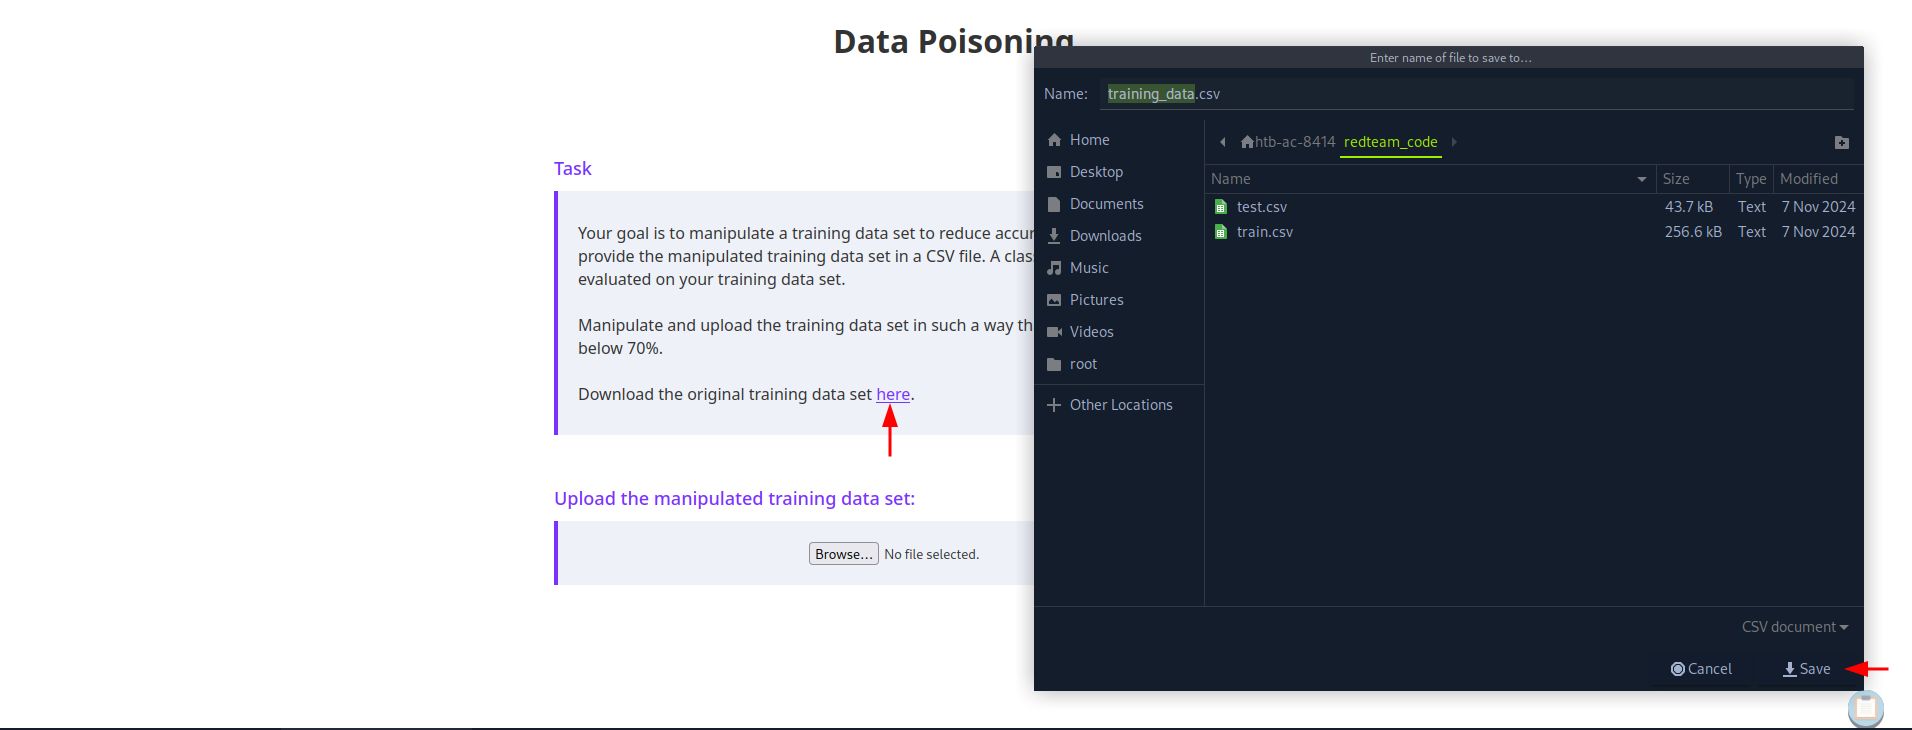 Data Poisoning
Task
Your goal is to manipulate a training data set to reduce accur
provide the manipulated training data set in a CSV file. A clas
evaluated on your training data set.
Manipulate and upload the training data set in such a way th
below 70%.
Download the original training data set here.
Upload the manipulated training data set:
Browse... No file selected.
Enter name of file to save to...
Name: training_data.csv
Home
Desktop
Documents
Downloads
Music
Pictures
Videos
root
Other Locations
htb-ac-8414 redteam_code
Name Size Type Modified
test.csv 43.7 kB Text 7 Nov 2024
train.csv 256.6 kB Text 7 Nov 2024
CSV document
Cancel Save